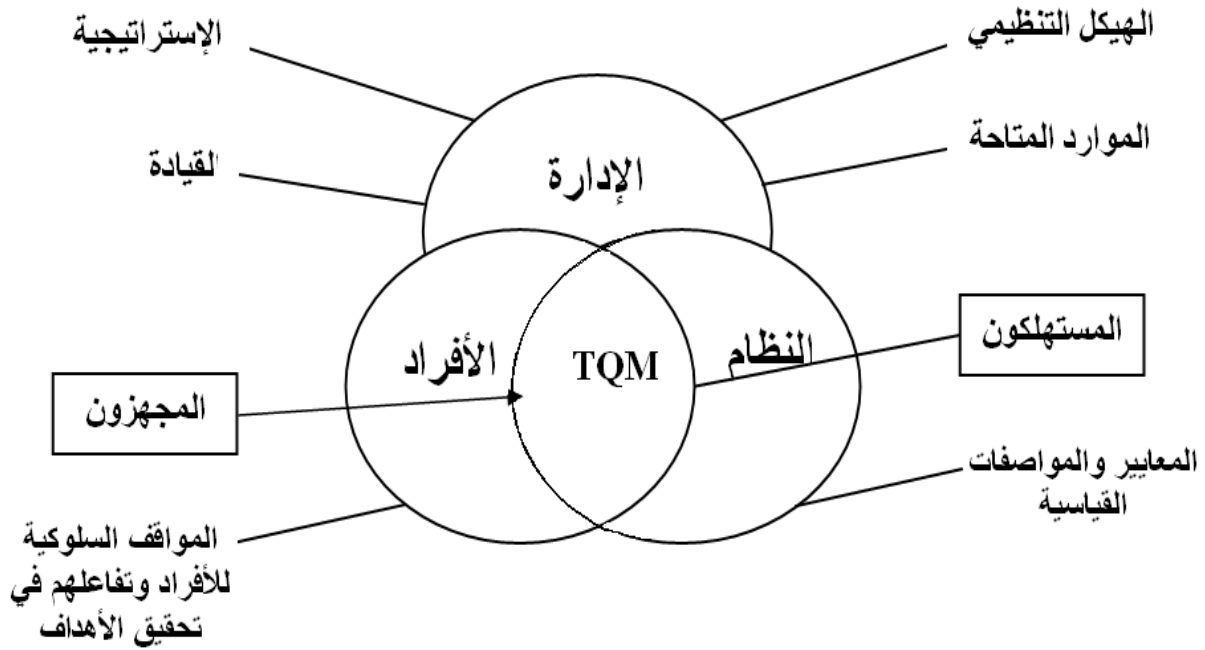 الهيكل التنظيمي
الإستراتيجية
الموارد المتاحة
القيادة
الإدارة
المستهلكون
النظام
TQM
الأفراد
المجهزون
المعايير والمواصفات
القياسية
المواقف السلوكية
للأفراد وتفاعلهم في
تحقيق الأهداف